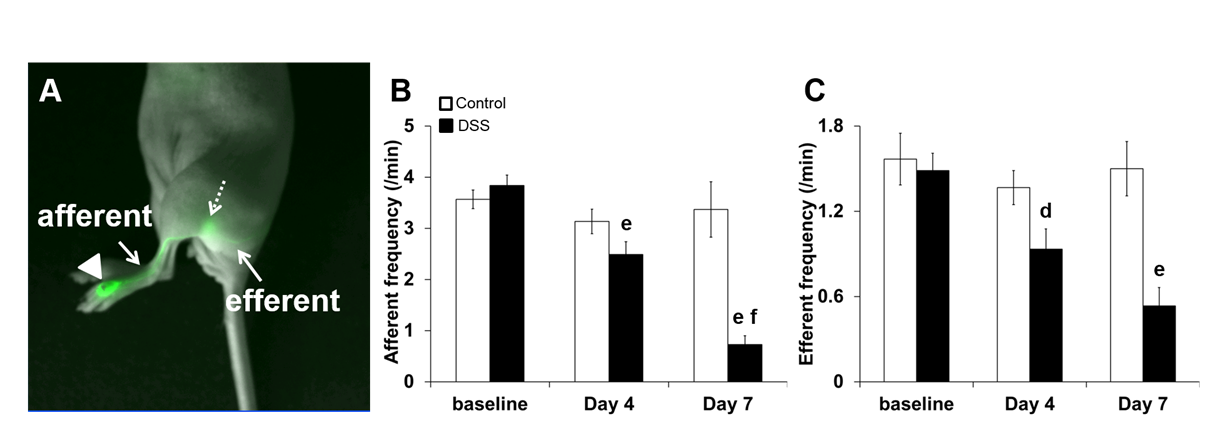 A
afferent
efferent
B
Control
DSS
Afferent frequency (/min)
5
4
3
2
1
0
e
e f
baseline
Day 4
Day 7
C
Efferent frequency (/min)
1.8
1.2
0.6
0
d
e
baseline
Day 4
Day 7